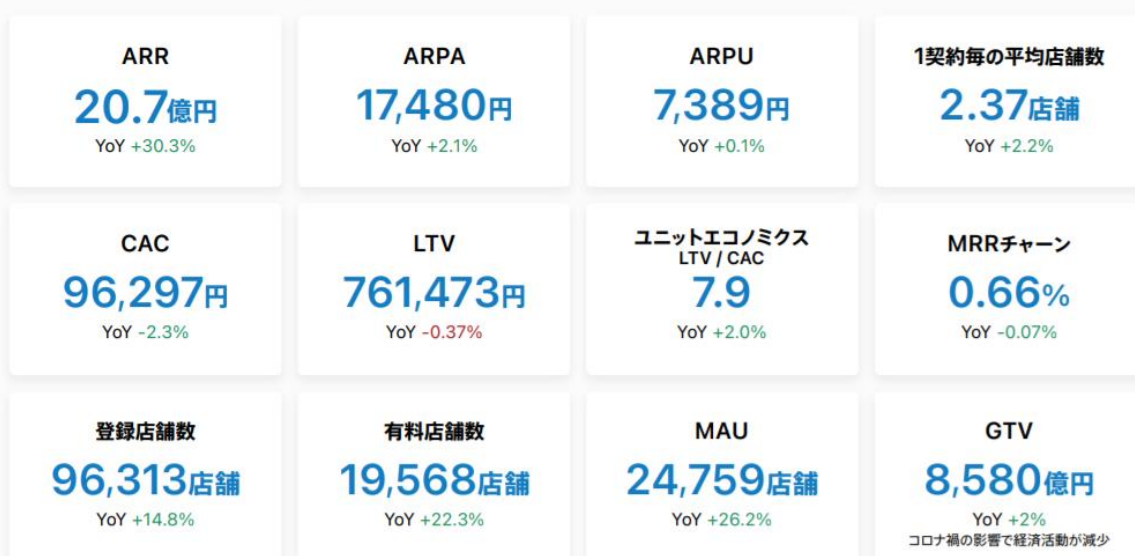 ARR
20.7億円
YoY +30.3%
ARPA
17,480円
YoY +2.1%
ARPU
7,389円
YoY +0.1%
1契約毎の平均店舗数
2.37店舗
YoY +2.2%
CAC
96,297円
YoY -2.3%
LTV
761,473円
YoY -0.37%
ユニットエコノミクス
LTV / CAC
7.9
YoY +2.0%
MRRチャーン
0.66%
YoY -0.07%
登録店舗数
96,313店舗
YoY +14.8%
有料店舗数
19,568店舗
YoY +22.3%
MAU
24,759店舗
YoY +26.2%
GTV
8,580億円
YoY +2%
コロナ禍の影響で経済活動が減少